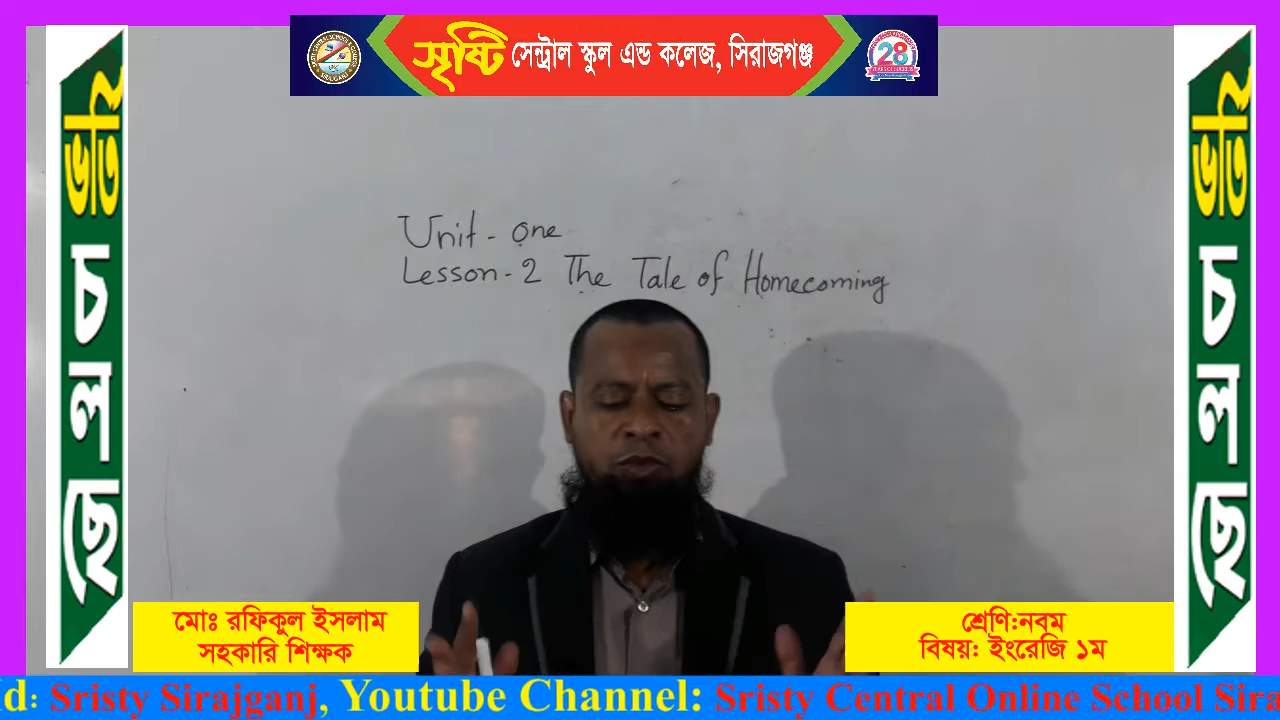 সৃষ্টি সেন্ট্রাল স্কুল এন্ড কলেজ, সিরাজগঞ্জ
28
ভর্তি চলছে
ভর্তি চলছে
Unit - one
Lesson - 2 The Tale of Homecoming
মোঃ রফিকুল ইসলাম
সহকারি শিক্ষক
শ্রেণি:নবম
বিষয়: ইংরেজি ১ম
Sristy Sirajganj, Youtube Channel: Sristy Central Online School